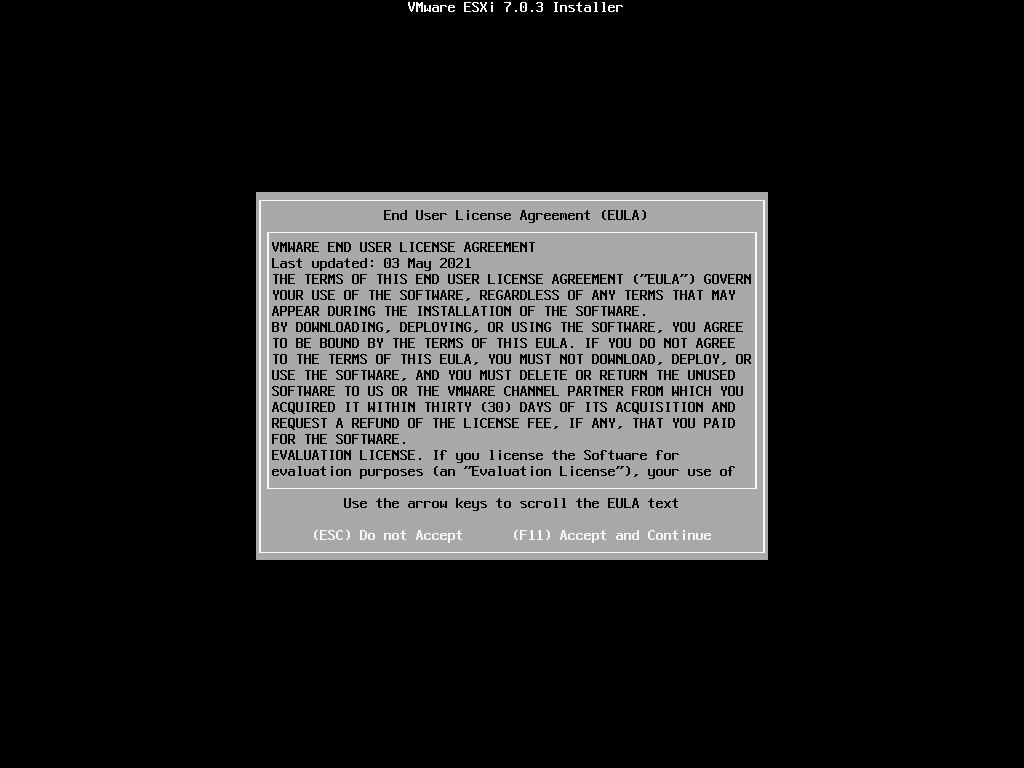 VMware ESXi 7.0.3 Installer
End User License Agreement (EULA)
VMWARE END USER LICENSE AGREEMENT
Last updated: 03 May 2021
THE TERMS OF THIS END USER LICENSE AGREEMENT ("EULA") GOVERN
YOUR USE OF THE SOFTWARE, REGARDLESS OF ANY TERMS THAT MAY
APPEAR DURING THE INSTALLATION OF THE SOFTWARE.
BY DOWNLOADING, DEPLOYING, OR USING THE SOFTWARE, YOU AGREE
TO BE BOUND BY THE TERMS OF THIS EULA. IF YOU DO NOT AGREE
TO THE TERMS OF THIS EULA, YOU MUST NOT DOWNLOAD, DEPLOY, OR
USE THE SOFTWARE, AND YOU MUST DELETE OR RETURN THE UNUSED
SOFTWARE TO US OR THE VMWARE CHANNEL PARTNER FROM WHICH YOU
ACQUIRED IT WITHIN THIRTY (30) DAYS OF ITS ACQUISITION AND
REQUEST A REFUND OF THE LICENSE FEE, IF ANY, THAT YOU PAID
FOR THE SOFTWARE.
EVALUATION LICENSE. If you license the Software for
evaluation purposes (an "Evaluation License"), your use of
Use the arrow keys to scroll the EULA text
(ESC) Do not Accept (F11) Accept and Continue